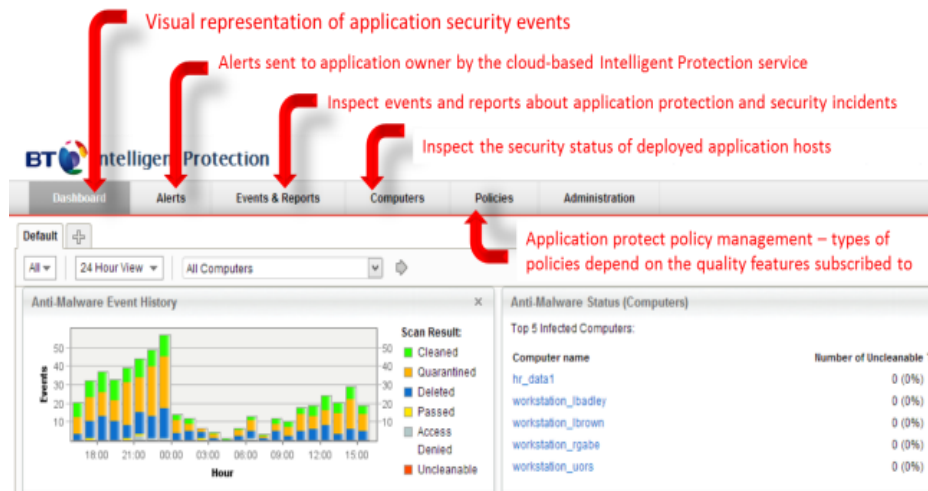 Visual representation of application security events
Alerts sent to application owner by the cloud-based Intelligent Protection service
Inspect events and reports about application protection and security incidents
Inspect the security status of deployed application hosts
BT Intelligent Protection
Dashboard Alerts Events & Reports Computers Policies Administration
Application protect policy management – types of
policies depend on the quality features subscribed to
Default
All 24 Hour View All Computers
Anti-Malware Event History
Scan Result:
Cleaned
Quarantined
Deleted
Passed
Access
Denied
Uncleanable
Events
50 50
40 40
30 30
20 20
10 10
18:00 21:00 00:00 03:00 06:00 09:00 12:00 15:00
Hour
Anti-Malware Status (Computers)
Top 5 Infected Computers:
Computer name Number of Uncleanable
hr_data1 0 (0%)
workstation_lbadley 0 (0%)
workstation_lbrown 0 (0%)
workstation_rgabe 0 (0%)
workstation_uors 0 (0%)